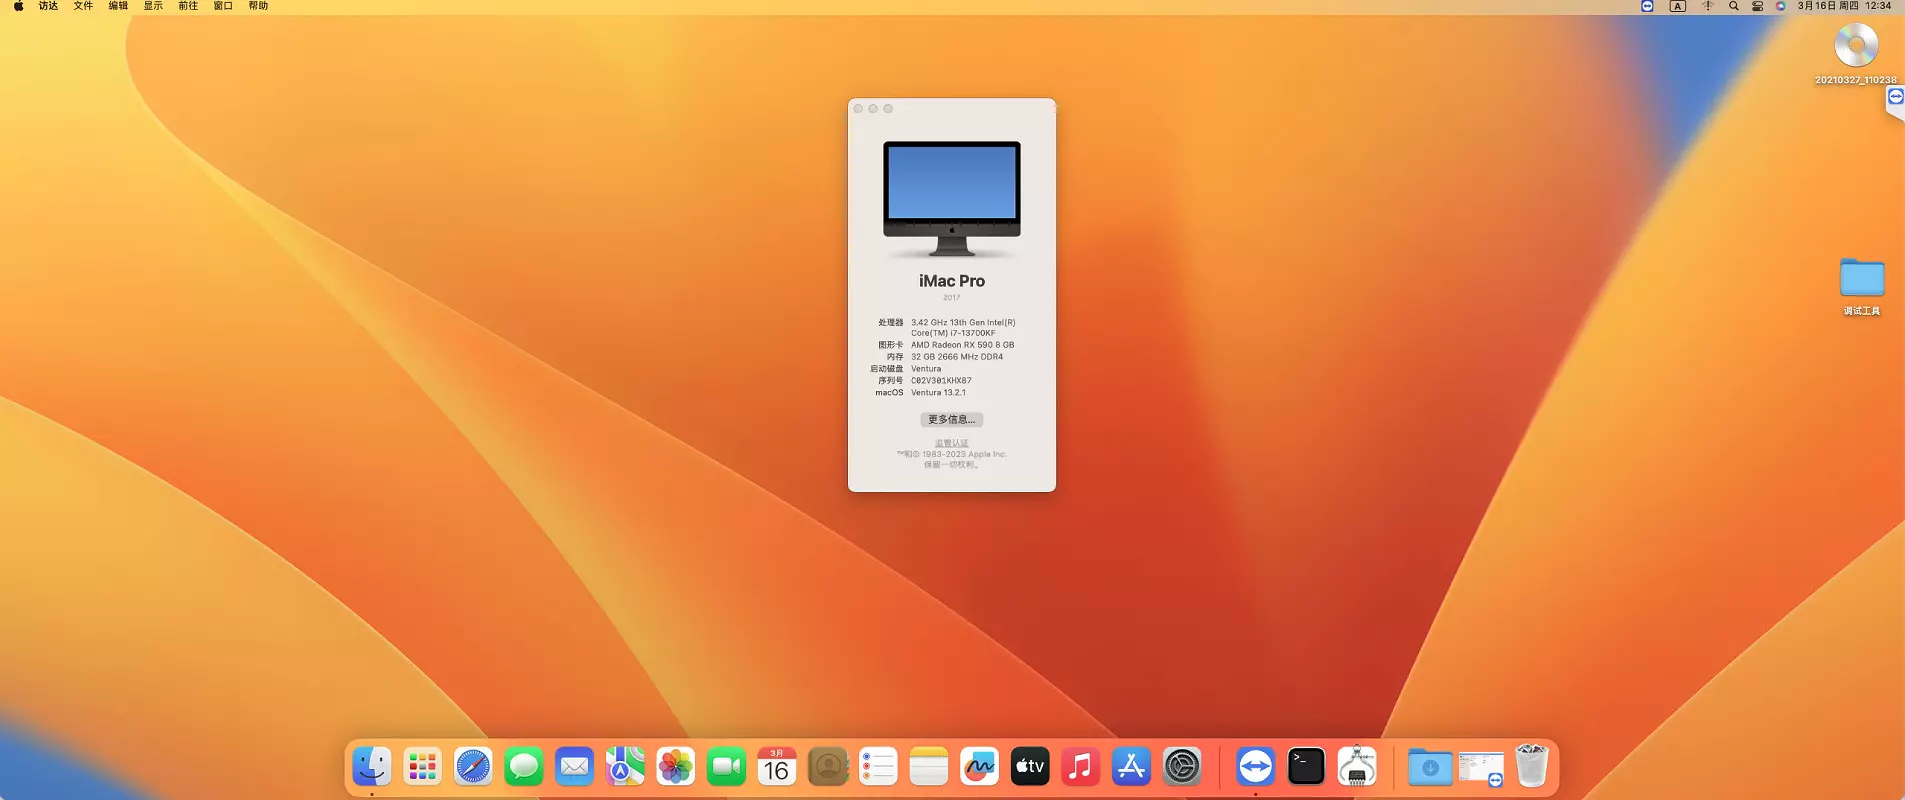 访达 文件 编辑 显示 前往 窗口 帮助
A
3月16日 周四 12:34
20210327_110238
调试工具
iMac Pro
2017
处理器 3.42 GHz 13th Gen Intel(R)
Core(TM) i7-13700KF
图形卡 AMD Radeon RX 590 8 GB
内存 32 GB 2666 MHz DDR4
启动磁盘 Ventura
序列号 C02V301KHX87
macOS Ventura 13.2.1
更多信息...
监管认证
™和© 1983-2023 Apple Inc.
保留一切权利。
3月
16
tv
>_